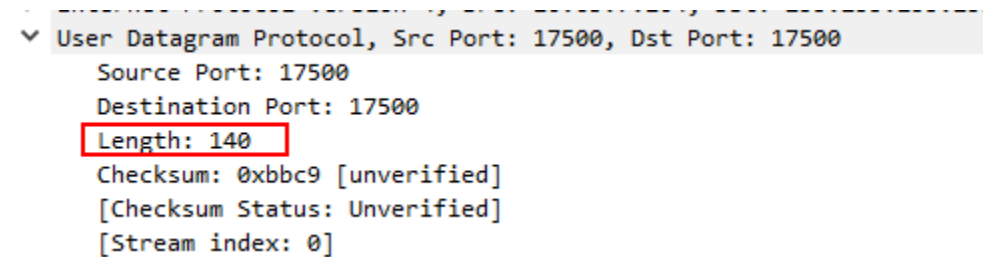 User Datagram Protocol, Src Port: 17500, Dst Port: 17500
Source Port: 17500
Destination Port: 17500
Length: 140
Checksum: 0xbbc9 [unverified]
[Checksum Status: Unverified]
[Stream index: 0]